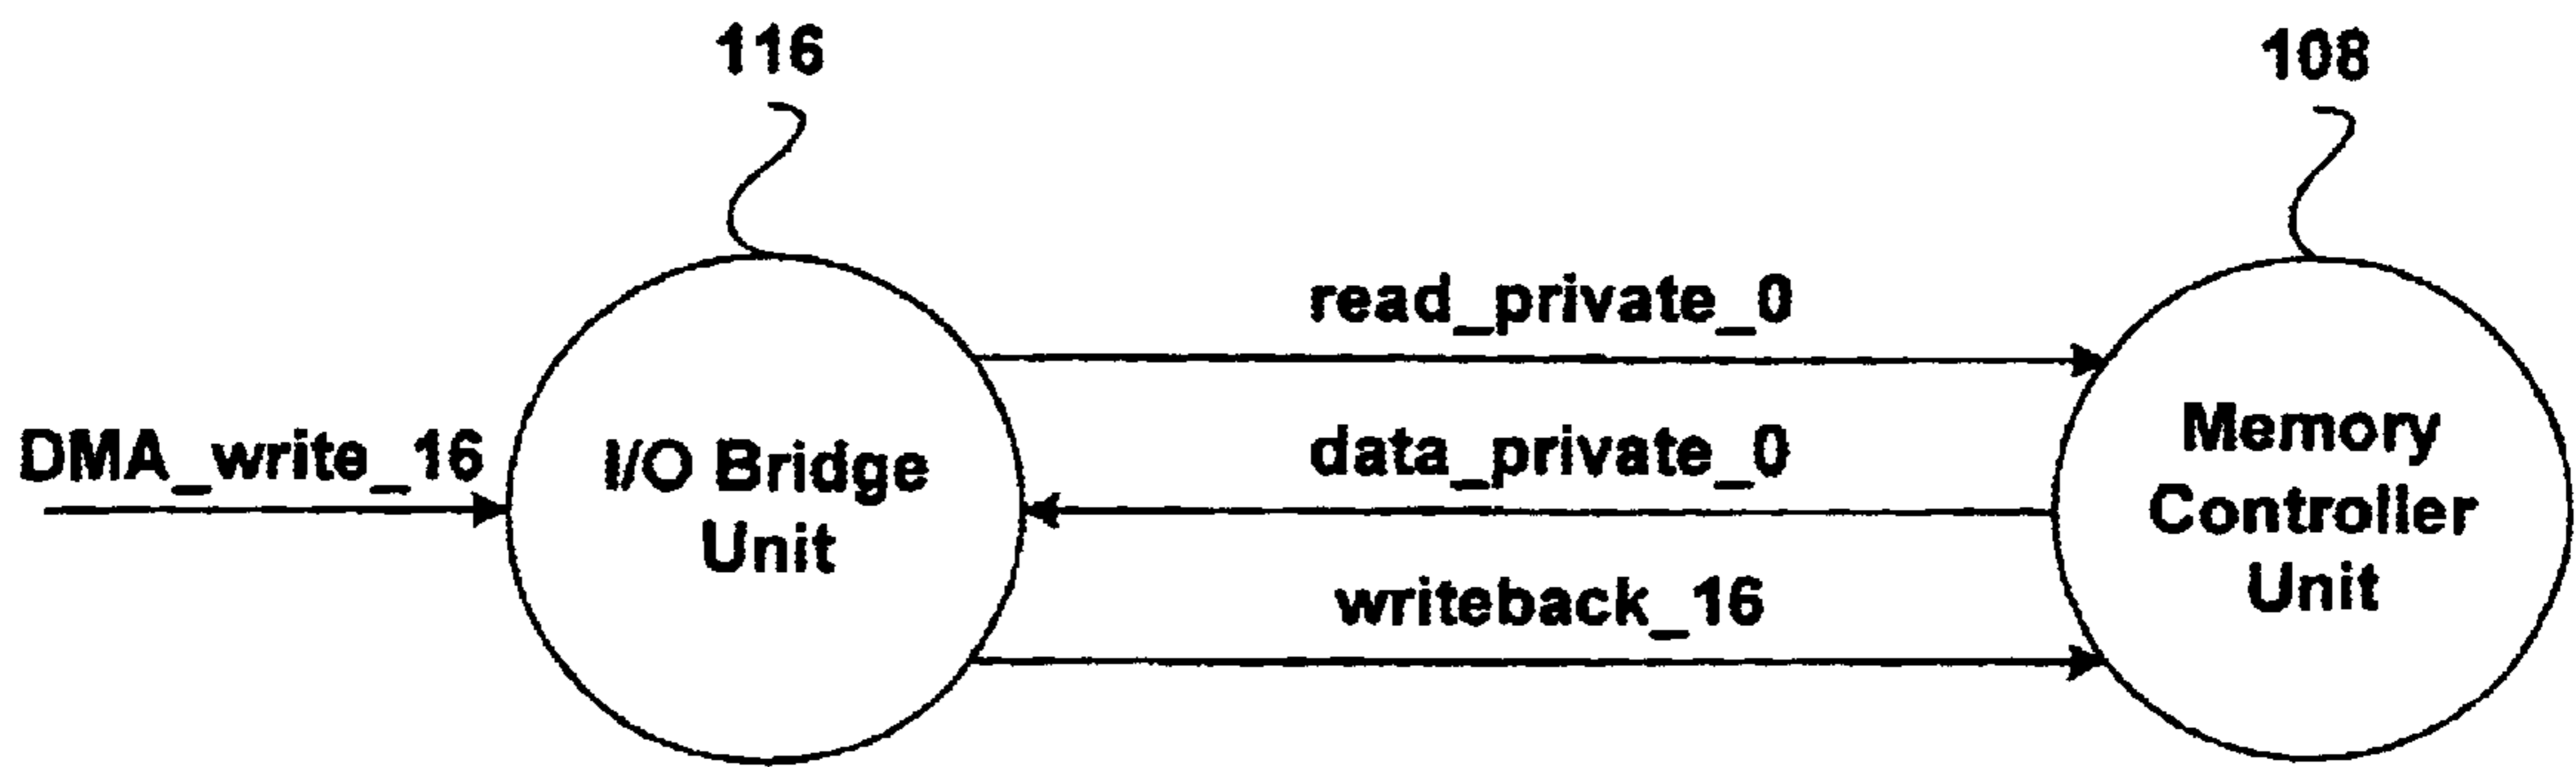 116
108
read_private_0
DMA_write_16
I/O Bridge
Unit
data_private_0
Memory
Controller
Unit
writeback_16